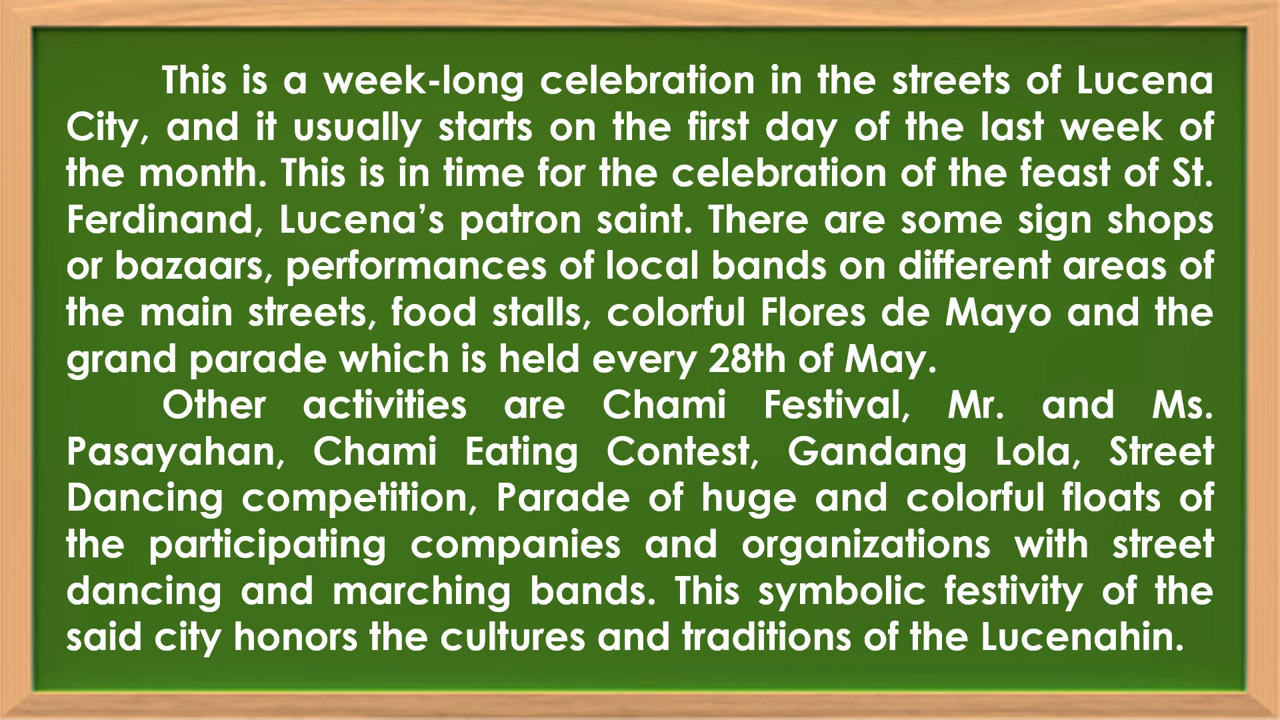 This is a week-long celebration in the streets of Lucena
City, and it usually starts on the first day of the last week of
the month. This is in time for the celebration of the feast of St.
Ferdinand, Lucena’s patron saint. There are some sign shops
or bazaars, performances of local bands on different areas of
the main streets, food stalls, colorful Flores de Mayo and the
grand parade which is held every 28th of May.
Other activities are Chami Festival, Mr. and Ms.
Pasayahan, Chami Eating Contest, Gandang Lola, Street
Dancing competition, Parade of huge and colorful floats of
the participating companies and organizations with street
dancing and marching bands. This symbolic festivity of the
said city honors the cultures and traditions of the Lucenahin.